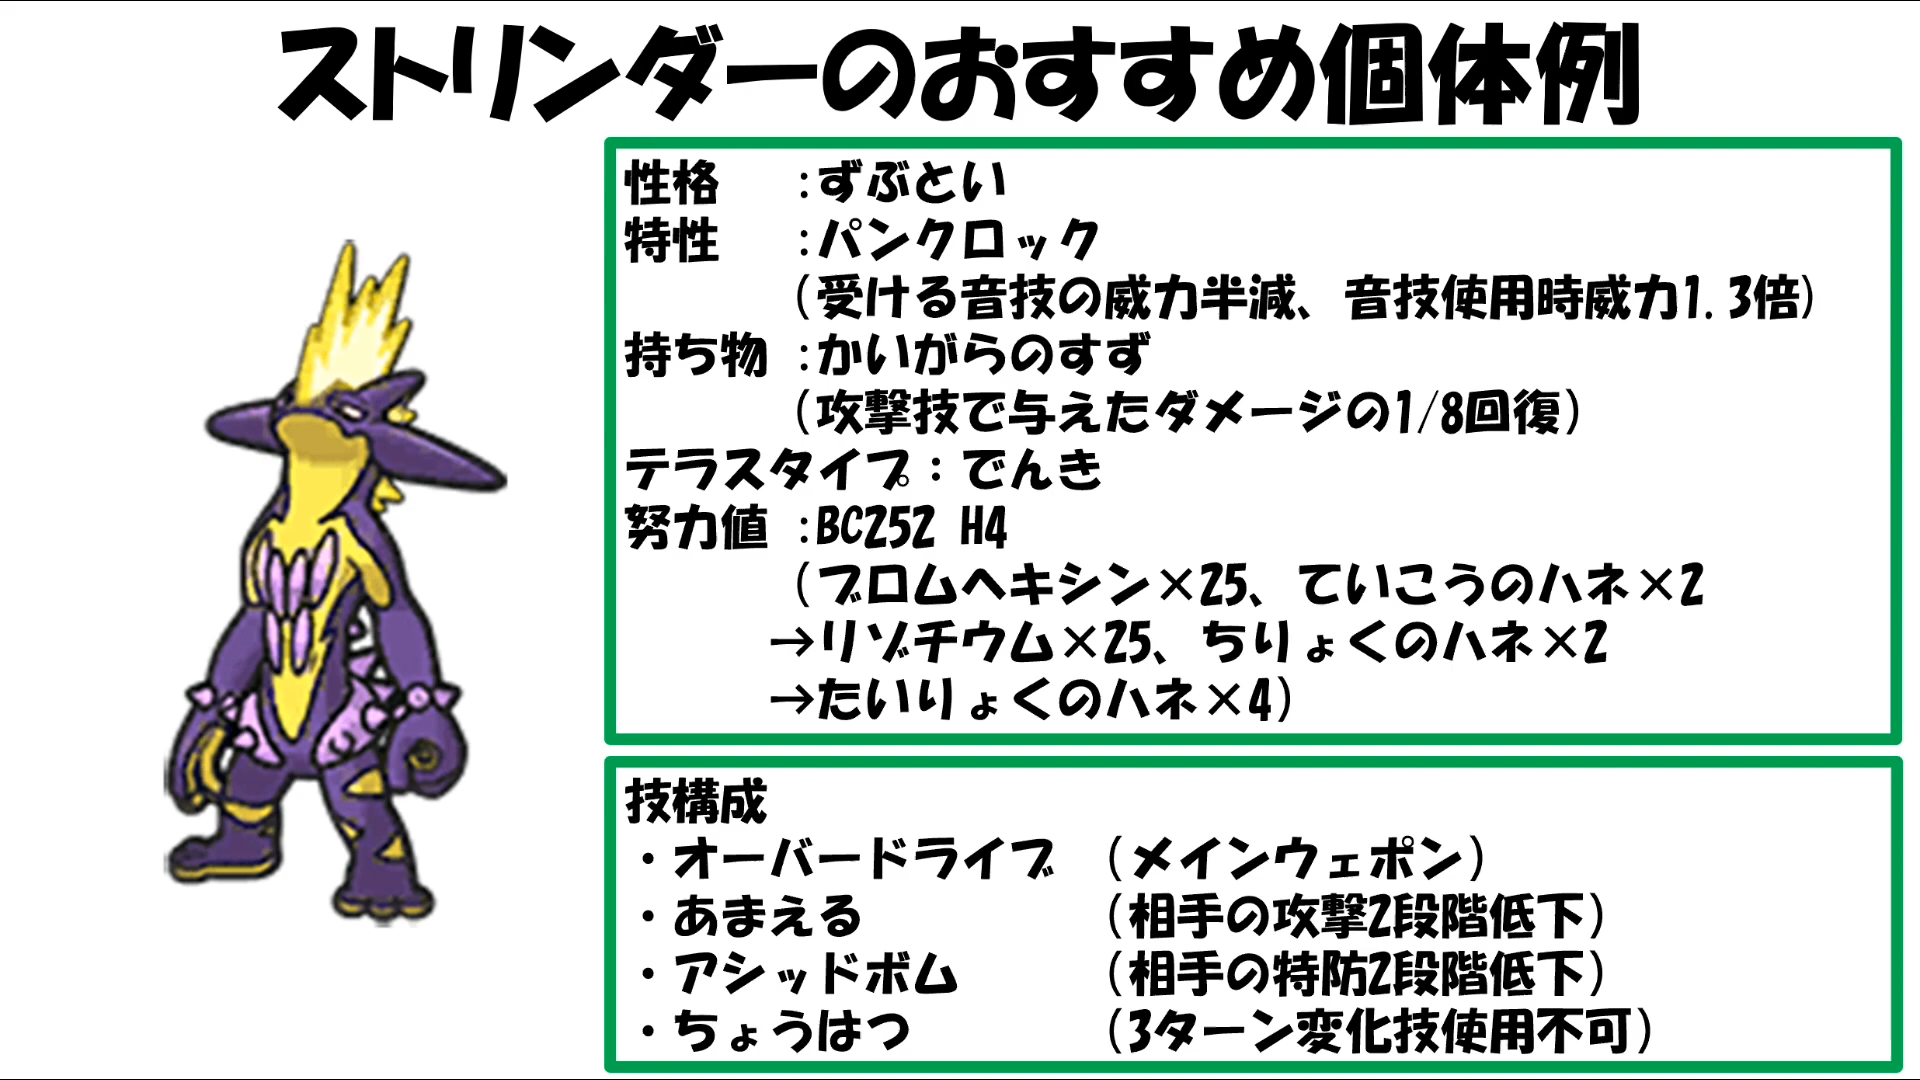 ストリンダーのおすすめ個体例
性格　:ずぶとい
特性　:パンクロック
(受ける音技の威力半減、音技使用時威力1.3倍)
持ち物 :かいがらのすず
(攻撃技で与えたダメージの1/8回復)
テラスタイプ：でんき
努力値 :BC252 H4
(ブロムヘキシン×25、ていこうのハネ×2
→リゾチウム×25、ちりょくのハネ×2
→たいりょくのハネ×4)
技構成
・オーバードライブ (メインウェポン)
・あまえる (相手の攻撃2段階低下)
・アシッドボム (相手の特防2段階低下)
・ちょうはつ (3ターン変化技使用不可)